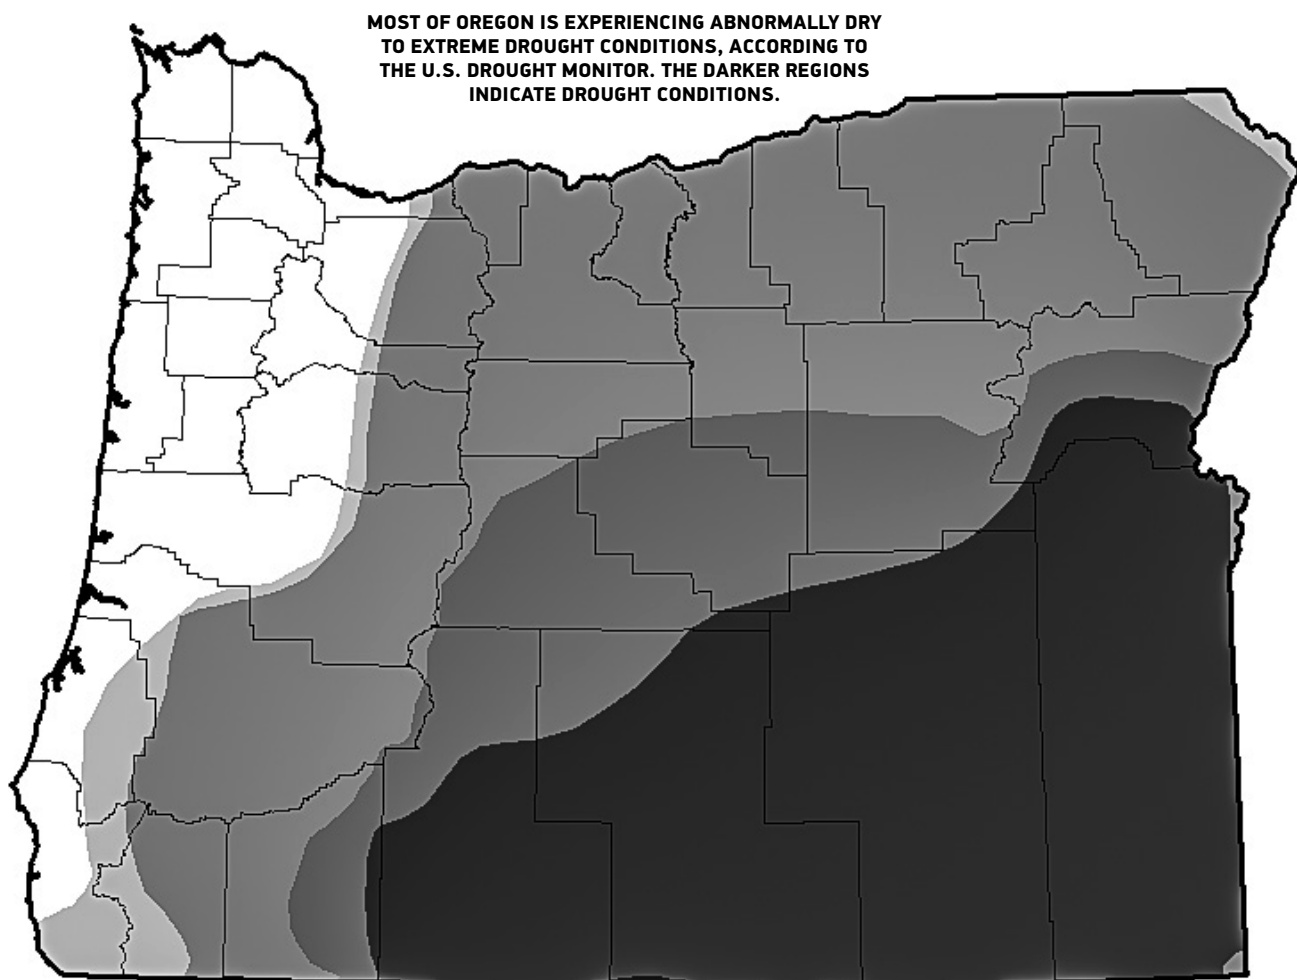 MOST OF OREGON IS EXPERIENCING ABNORMALLY DRY
TO EXTREME DROUGHT CONDITIONS, ACCORDING TO
THE U.S. DROUGHT MONITOR. THE DARKER REGIONS
INDICATE DROUGHT CONDITIONS.